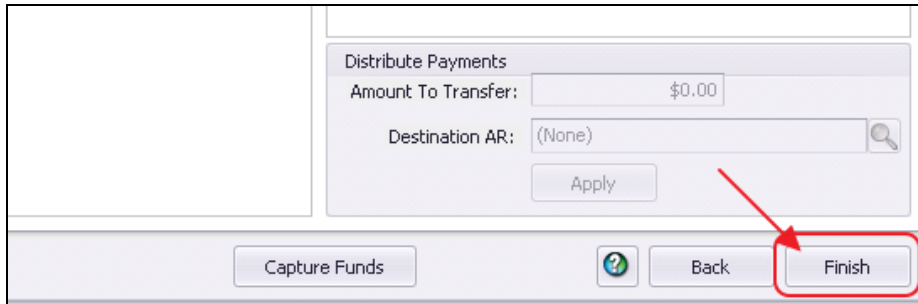 Distribute Payments
Amount To Transfer: $0.00
Destination AR: (None)
Apply
Capture Funds ? Back Finish